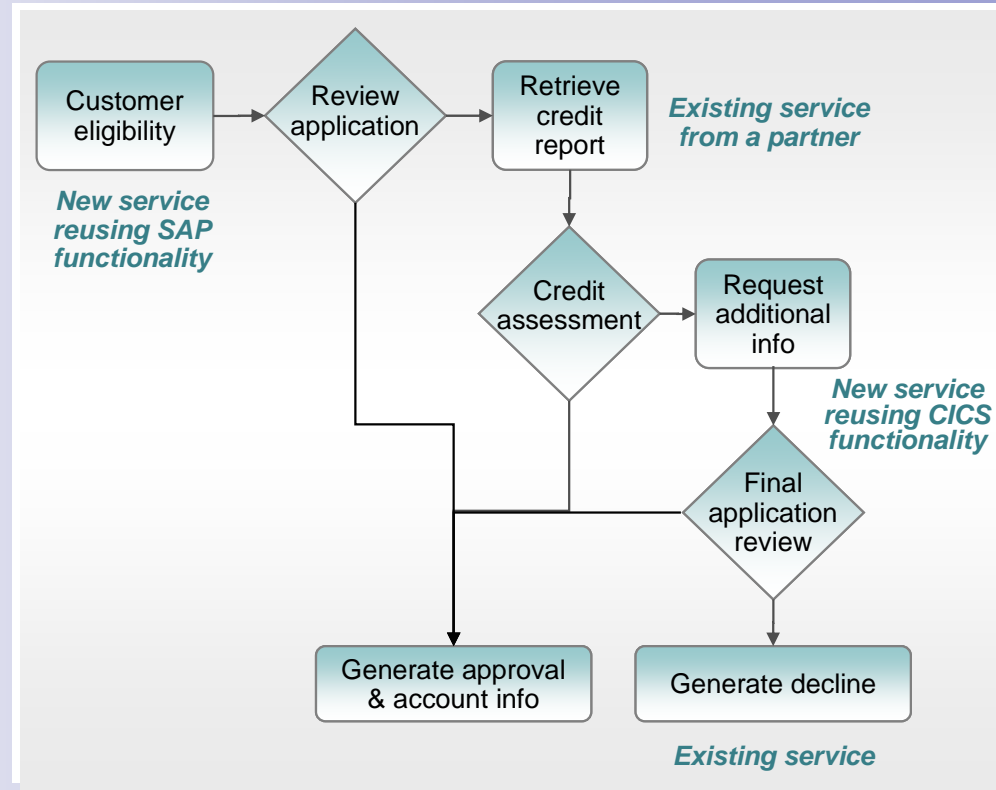 Customer
eligibility
Review
application
Retrieve
credit
report
Existing service
from a partner
New service
reusing SAP
functionality
Credit
assessment
Request
additional
info
New service
reusing CICS
functionality
Final
application
review
Generate approval
& account info
Generate decline
Existing service